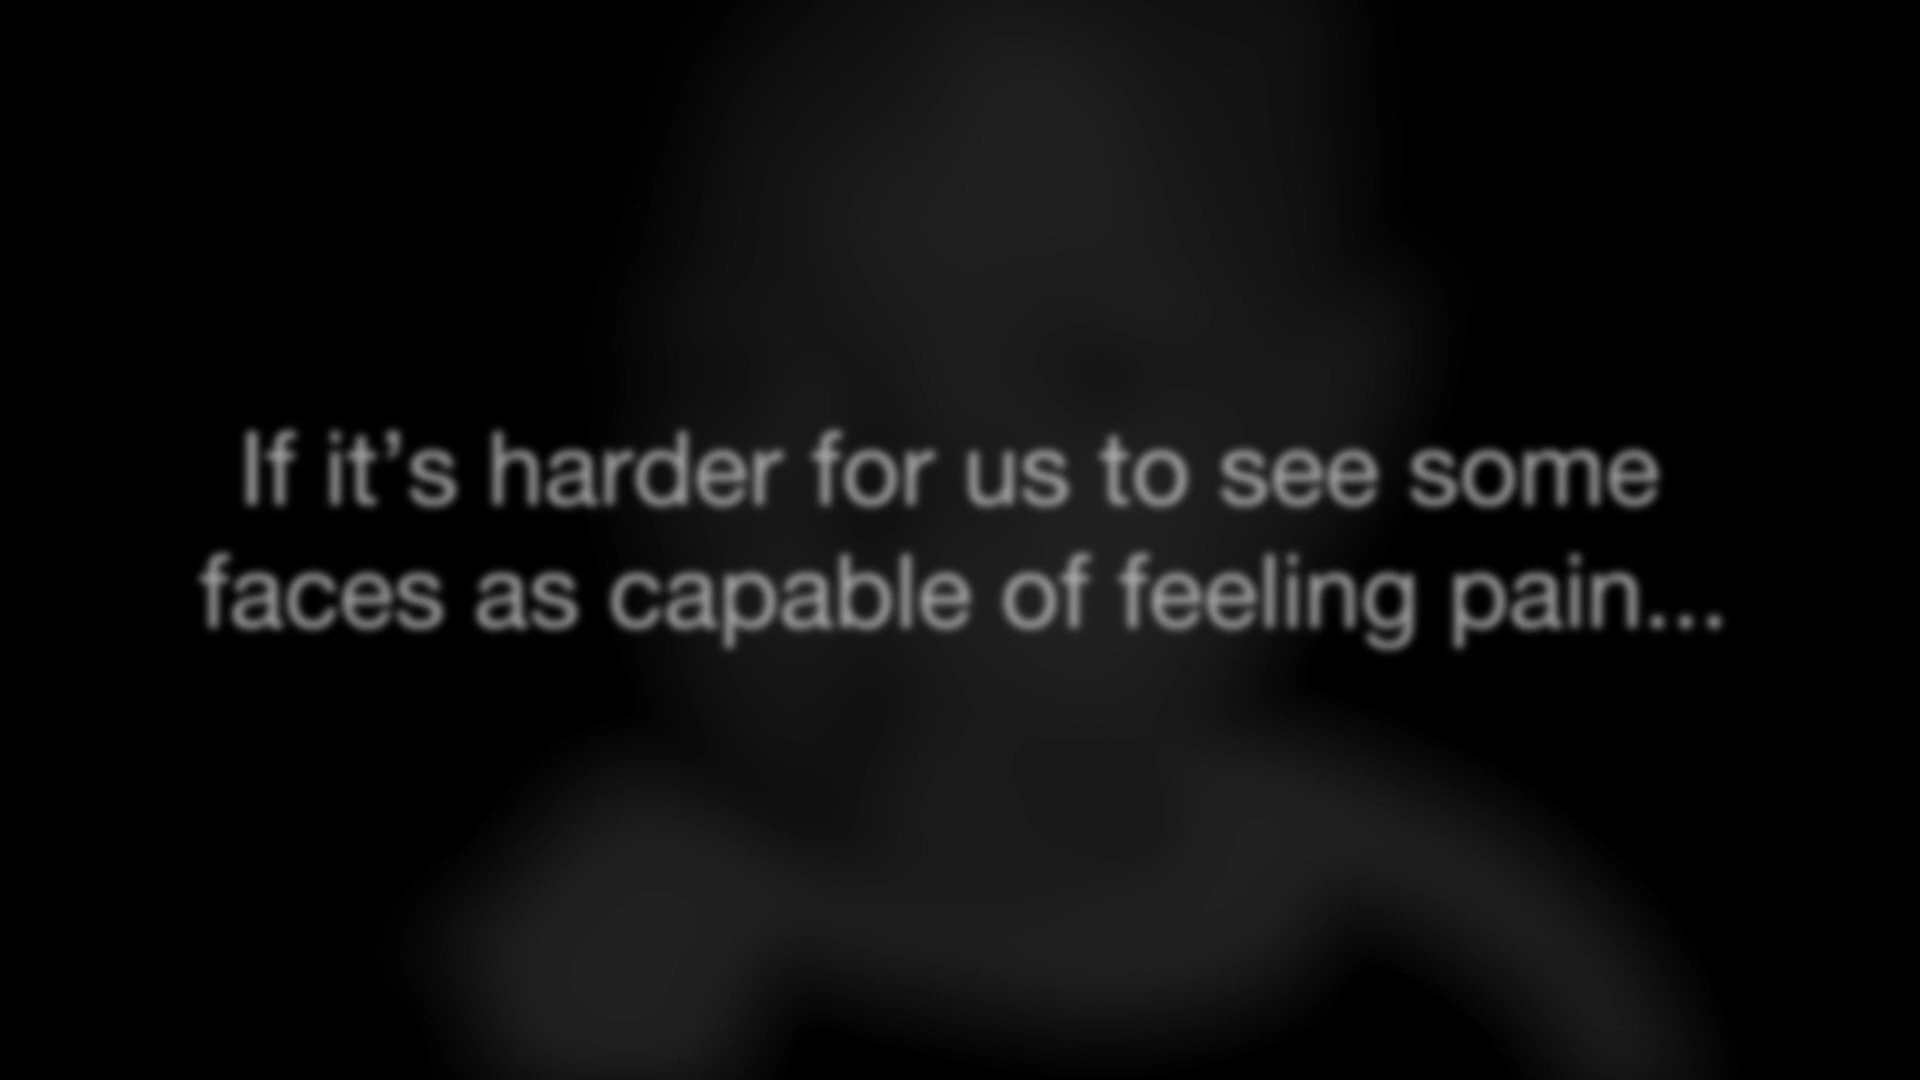 If it’s harder for us to see some
faces as capable of feeling pain...